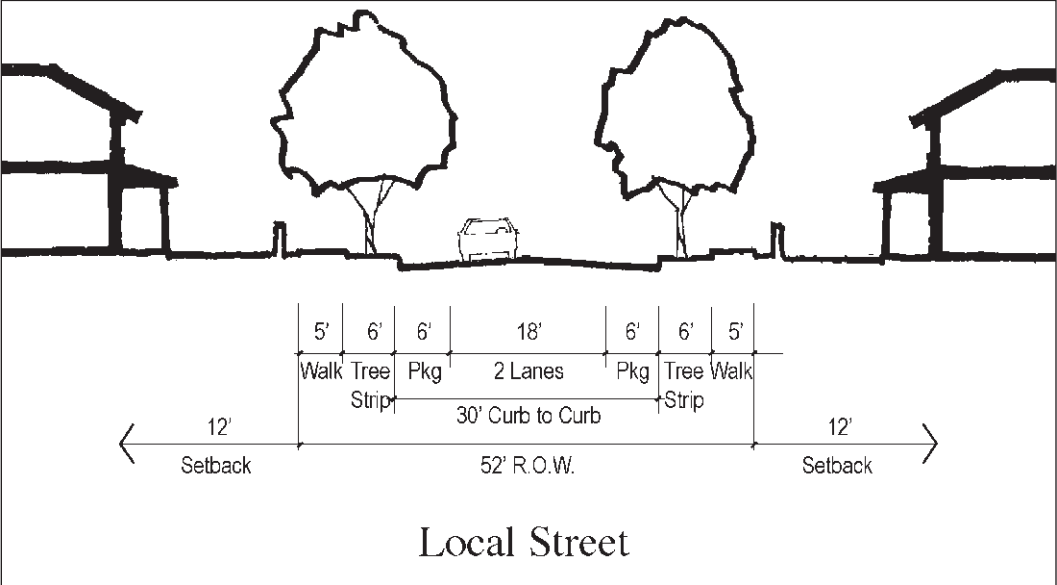 5’ 6’ 6’ 18’ 6’ 6’ 5’
Walk Tree Pkg 2 Lanes Pkg Tree Walk
Strip Strip
30’ Curb to Curb
12’ 12’
Setback 52’ R.O.W. Setback
Local Street